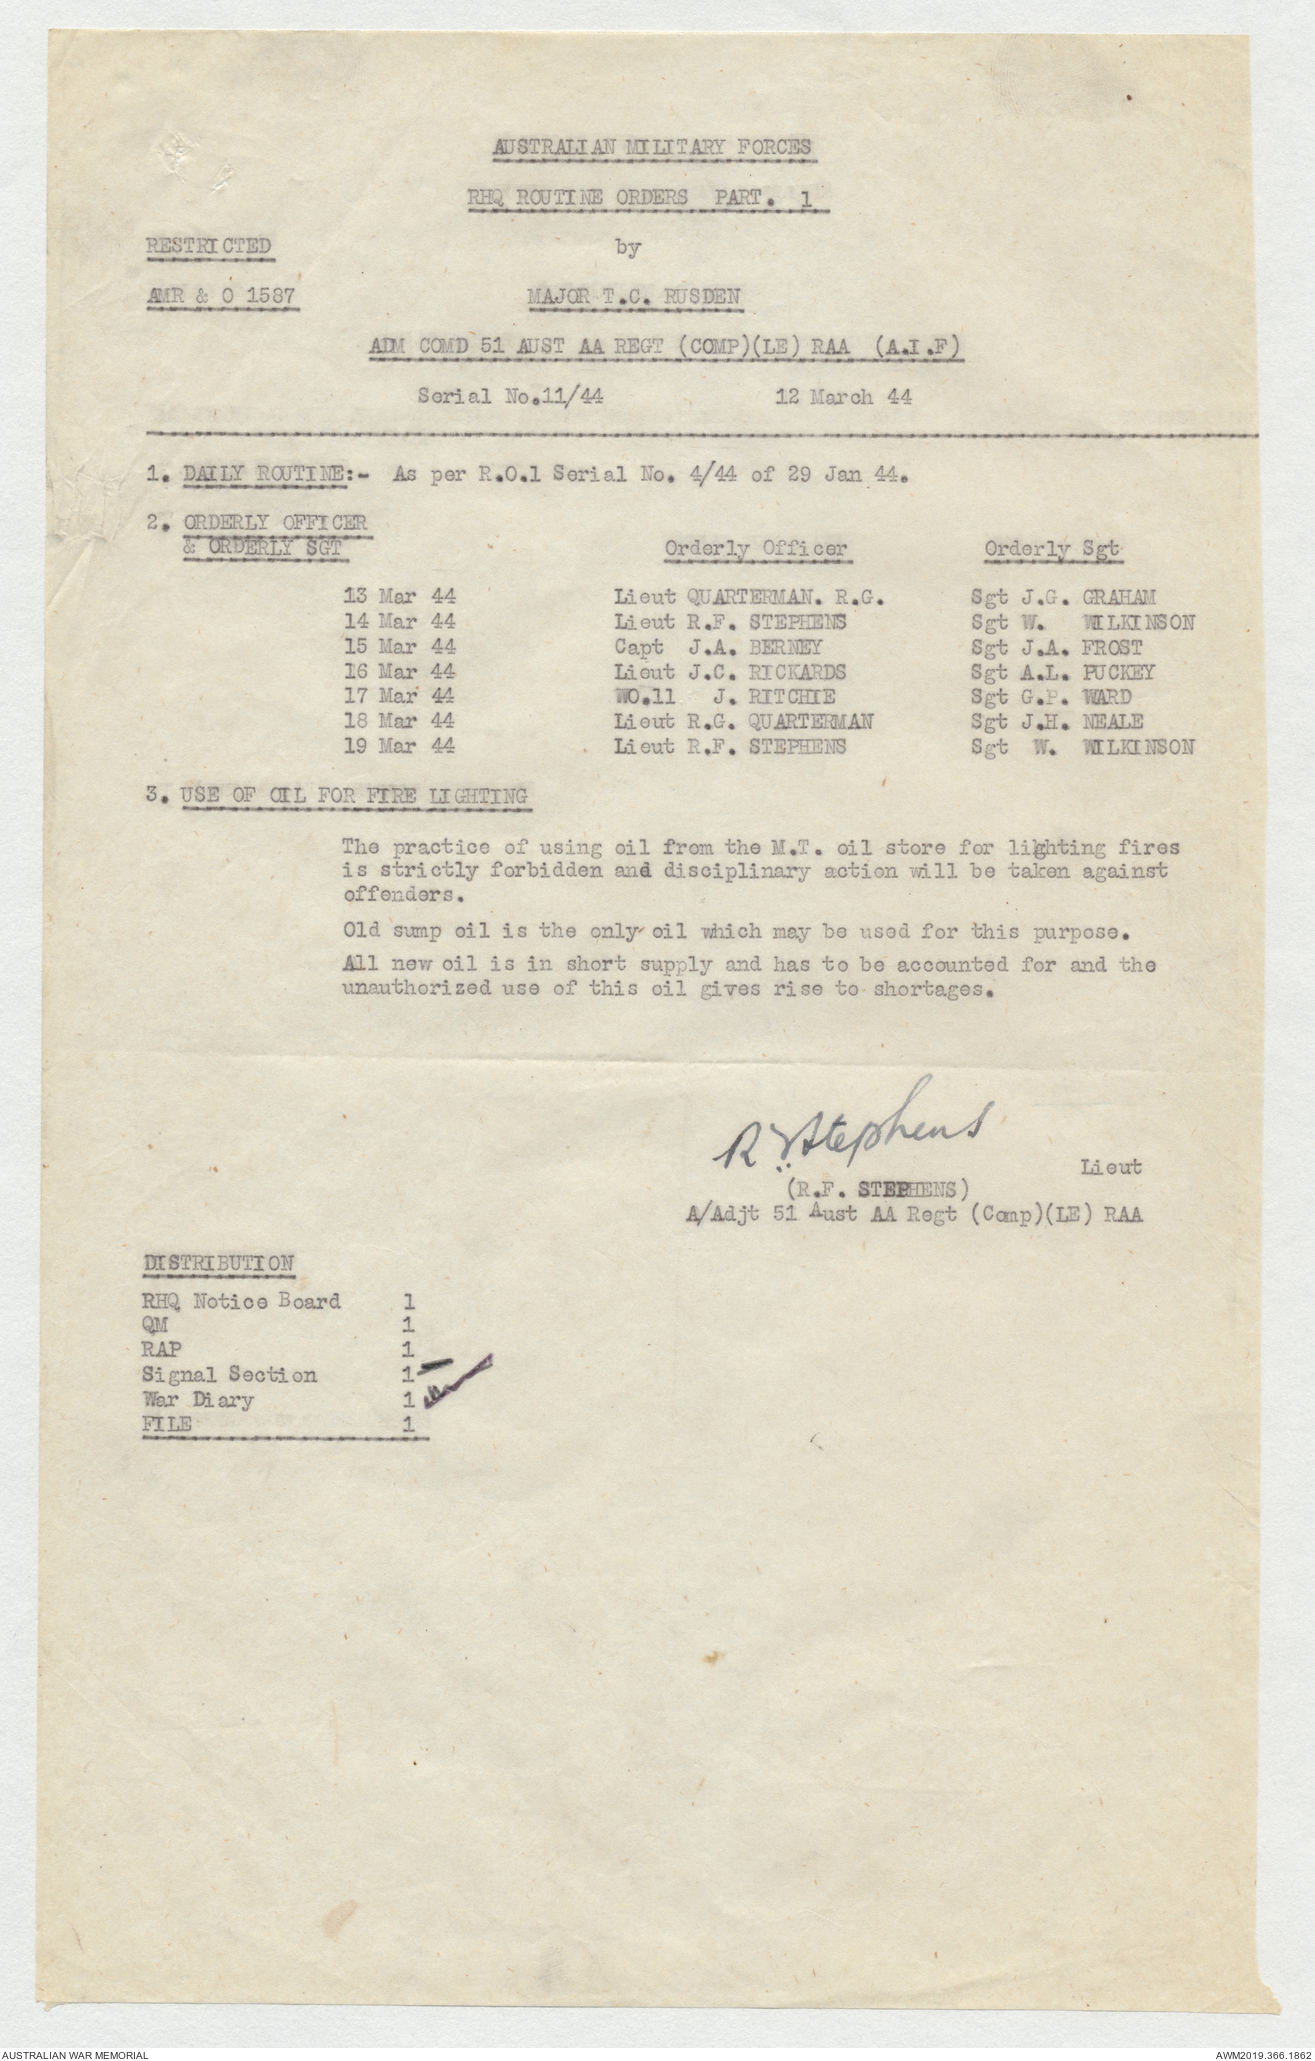 AUSTRALIAN MILITARY FORCES
RHQ ROUTINE ORDERS PART. 1
RESTRICTED by
AMR & O 1587 MAJOR T.C. RUSDEN
ADM COMD 51 AUST AA REGT (COMP)(LE) RAA (A.I.F)
Serial No.11/44 12 March 44
1. DAILY ROUTINE:- As per R.O.1 Serial No. 4/44 of 29 Jan 44.
2. ORDERLY OFFICER
& ORDERLY SGT Orderly Officer Orderly Sgt
13 Mar 44 Lieut QUARTERMAN. R.G. Sgt J.G. GRAHAM
14 Mar 44 Lieut R.F. STEPHENS Sgt W. WILKINSON
15 Mar 44 Capt J.A. BERNEY Sgt J.A. FROST
16 Mar 44 Lieut J.C. RICKARDS Sgt A.L. PUCKEY
17 Mar 44 WO.11 J. RITCHIE Sgt G.P. WARD
18 Mar 44 Lieut R.G. QUARTERMAN Sgt J.H. NEALE
19 Mar 44 Lieut R.F. STEPHENS Sgt W. WILKINSON
3. USE OF OIL FOR FIRE LIGHTING
The practice of using oil from the M.T. oil store for lighting fires
is strictly forbidden and disciplinary action will be taken against
offenders.
Old sump oil is the only oil which may be used for this purpose.
All new oil is in short supply and has to be accounted for and the
unauthorized use of this oil gives rise to shortages.
R F Stephens
Lieut
(R.F. STEPHENS)
A/Adjt 51 Aust AA Regt (Comp)(LE) RAA
DISTRIBUTION
RHQ Notice Board 1
QM 1
RAP 1
Signal Section 1
War Diary 1
FILE 1
AUSTRALIAN WAR MEMORIAL AWM2019.366.1862